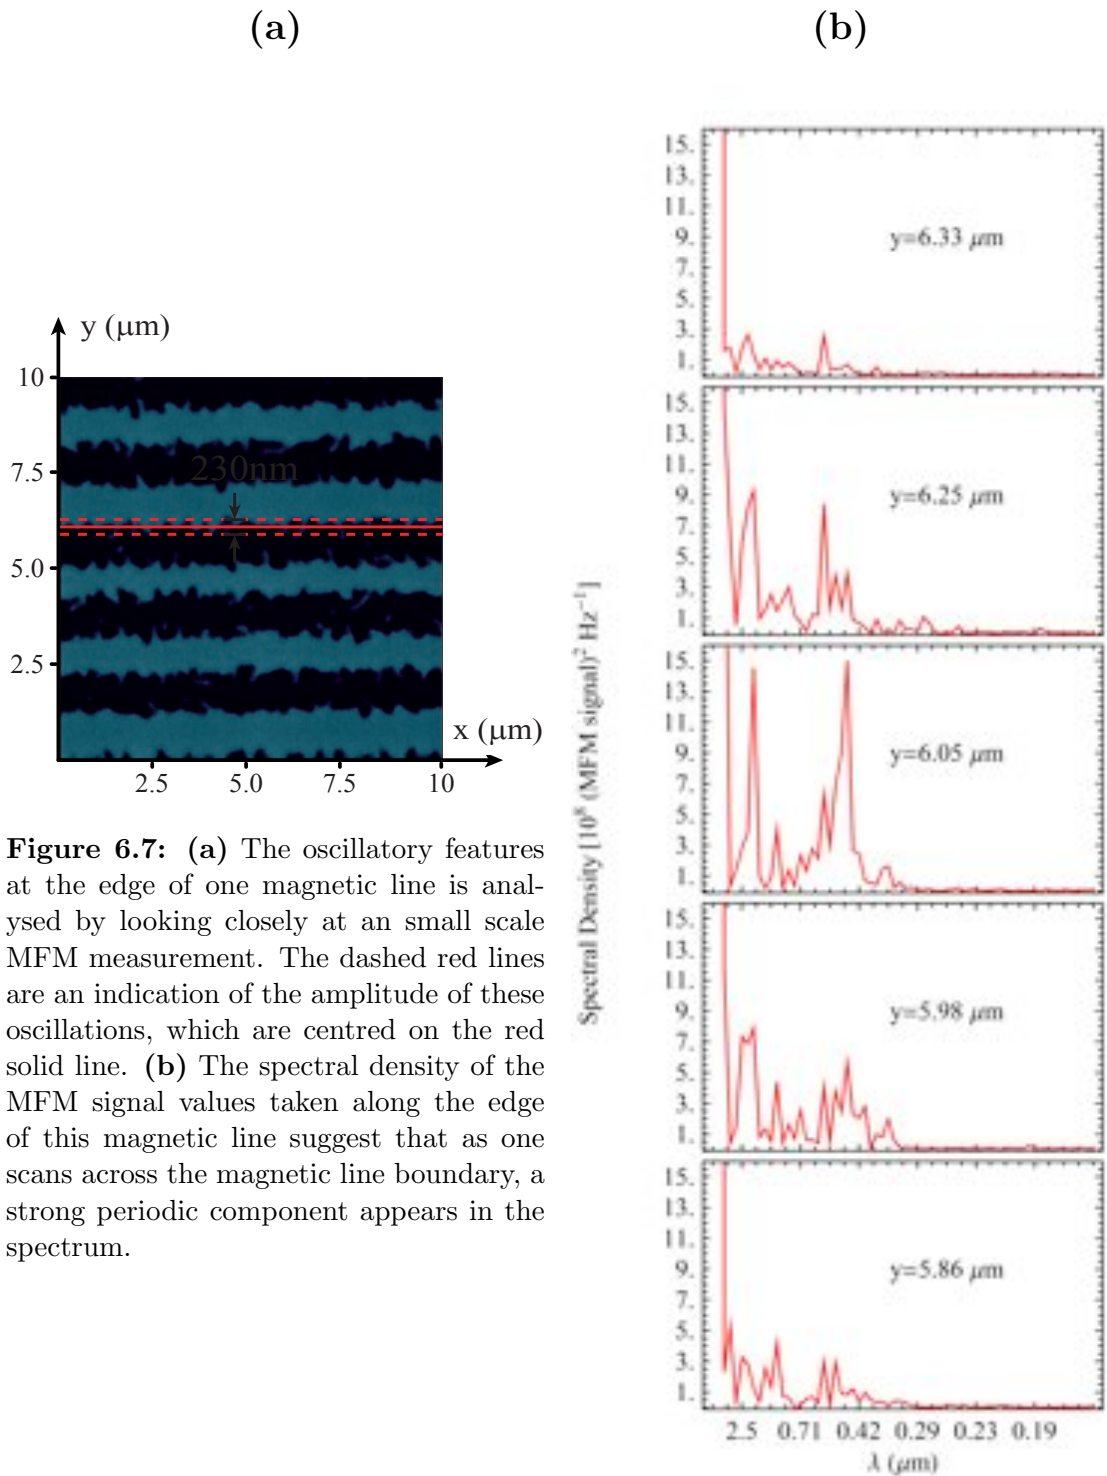 (a)
(b)
y (μm)
10
7.5
5.0
2.5
230nm
x (μm)
2.5 5.0 7.5 10
Figure 6.7: (a) The oscillatory features
at the edge of one magnetic line is anal-
ysed by looking closely at an small scale
MFM measurement. The dashed red lines
are an indication of the amplitude of these
oscillations, which are centred on the red
solid line. (b) The spectral density of the
MFM signal values taken along the edge
of this magnetic line suggest that as one
scans across the magnetic line boundary, a
strong periodic component appears in the
spectrum.
Spectral Density [10⁸ (MFM signal)² Hz⁻¹]
15.
13.
11.
9.
7.
5.
3.
1.
y=6.33 μm
15.
13.
11.
9.
7.
5.
3.
1.
y=6.25 μm
15.
13.
11.
9.
7.
5.
3.
1.
y=6.05 μm
15.
13.
11.
9.
7.
5.
3.
1.
y=5.98 μm
15.
13.
11.
9.
7.
5.
3.
1.
y=5.86 μm
2.5 0.71 0.42 0.29 0.23 0.19
λ (μm)